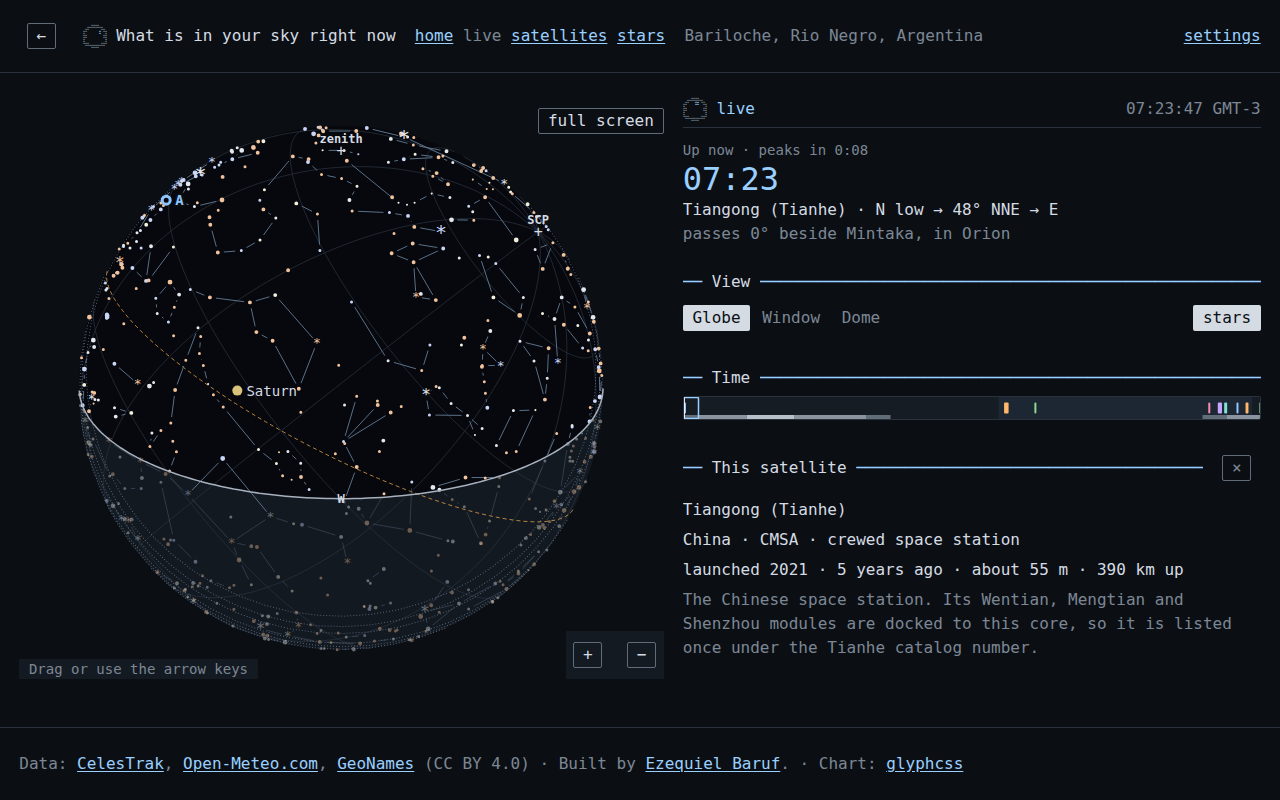 ← What is in your sky right now home live satellites stars Bariloche, Rio Negro, Argentina settings
full screen
zenith
A
SCP
Saturn
W
+ −
Drag or use the arrow keys
live 07:23:47 GMT-3
Up now · peaks in 0:08
07:23
Tiangong (Tianhe) · N low → 48° NNE → E
passes 0° beside Mintaka, in Orion
View
Globe Window Dome stars
Time
This satellite ×
Tiangong (Tianhe)
China · CMSA · crewed space station
launched 2021 · 5 years ago · about 55 m · 390 km up
The Chinese space station. Its Wentian, Mengtian and
Shenzhou modules are docked to this core, so it is listed
once under the Tianhe catalog number.
Data: CelesTrak, Open-Meteo.com, GeoNames (CC BY 4.0) · Built by Ezequiel Baruf. · Chart: glyphcss